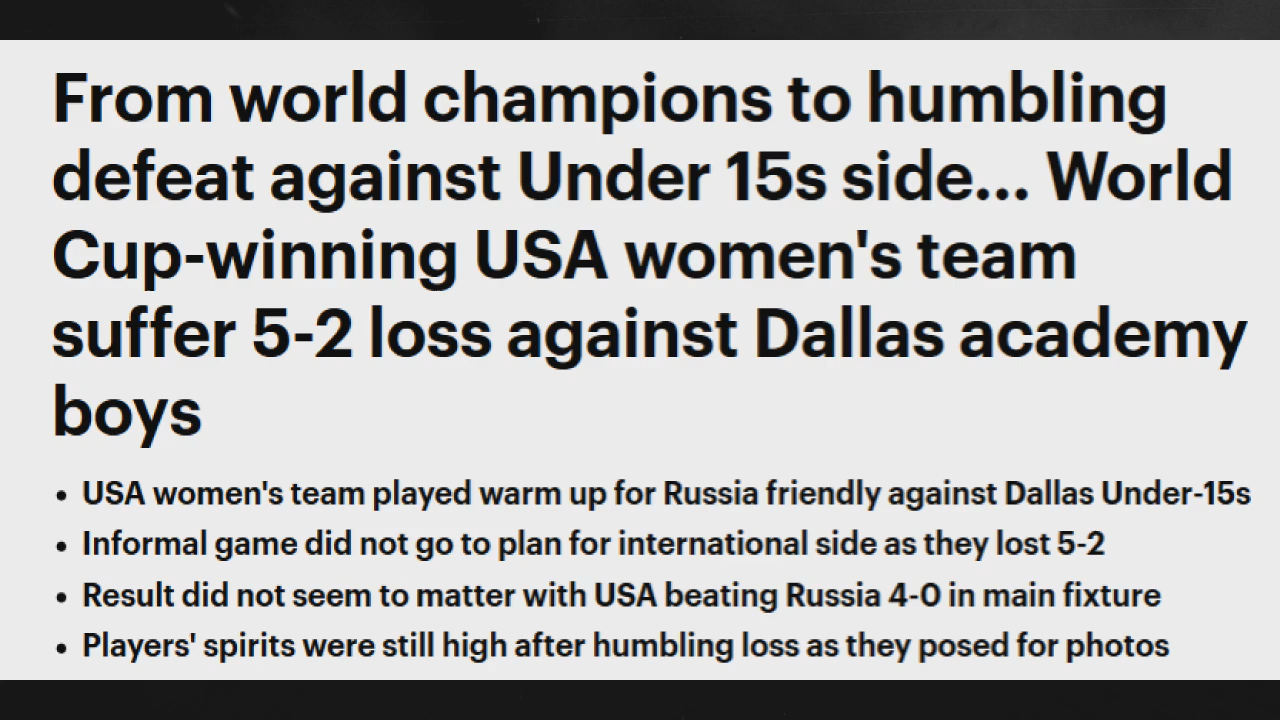 From world champions to humbling
defeat against Under 15s side... World
Cup-winning USA women's team
suffer 5-2 loss against Dallas academy
boys
• USA women's team played warm up for Russia friendly against Dallas Under-15s
• Informal game did not go to plan for international side as they lost 5-2
• Result did not seem to matter with USA beating Russia 4-0 in main fixture
• Players' spirits were still high after humbling loss as they posed for photos